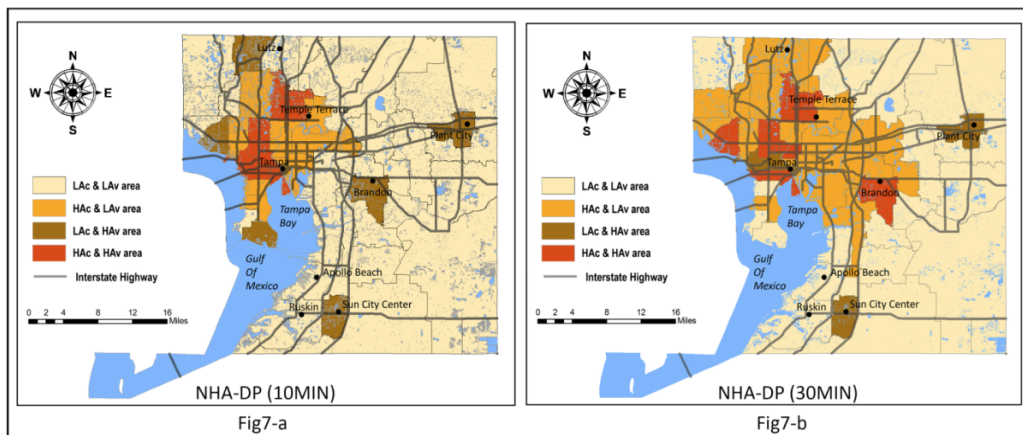 N
W E
S
Lutz
Temple Terrace
Plant City
Tampa
Brandon
LAc & LAv area
HAc & LAv area
LAc & HAv area
HAc & HAv area
Interstate Highway
Tampa
Bay
Gulf
Of
Mexico
Apollo Beach
Ruskin
Sun City Center
0 2 4 8 12 16
Miles
NHA-DP (10MIN)
Fig7-a
N
W E
S
Lutz
Temple Terrace
Plant City
Tampa
Brandon
LAc & LAv area
HAc & LAv area
LAc & HAv area
HAc & HAv area
Interstate Highway
Tampa
Bay
Gulf
Of
Mexico
Apollo Beach
Ruskin
Sun City Center
0 2 4 8 12 16
Miles
NHA-DP (30MIN)
Fig7-b